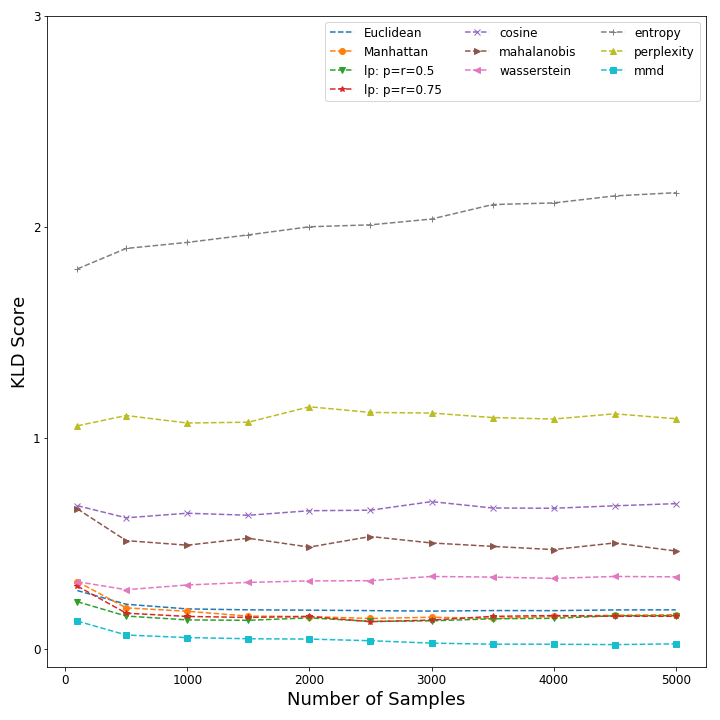 3
2
1
0
KLD Score
Euclidean
Manhattan
lp: p=r=0.5
lp: p=r=0.75
cosine
mahalanobis
wasserstein
entropy
perplexity
mmd
0 1000 2000 3000 4000 5000
Number of Samples